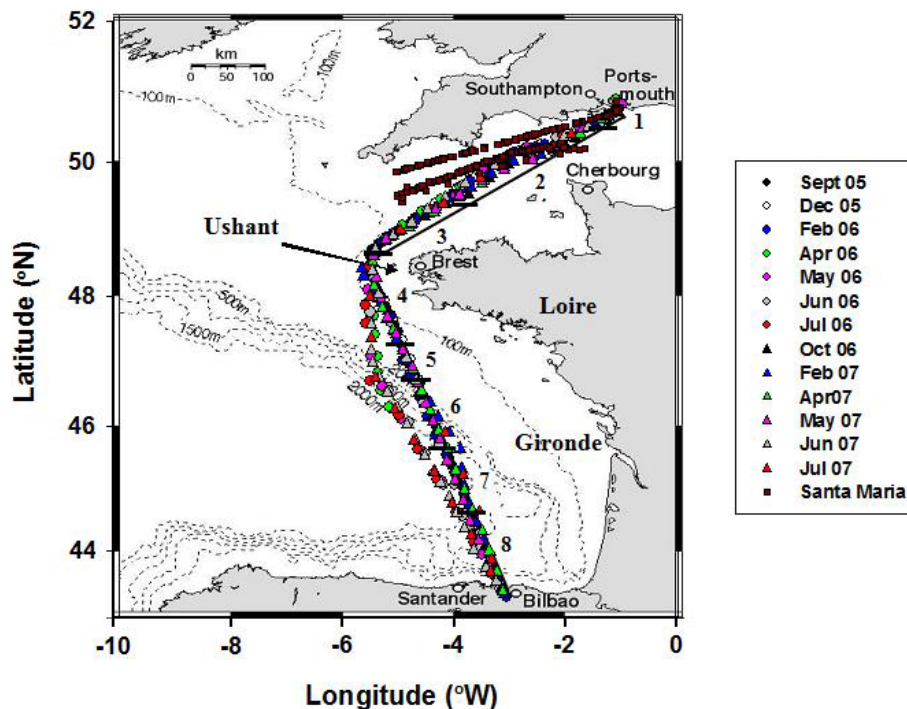 52
50
48
46
44
Latitude (ºN)
-10
-8
-6
-4
-2
0
Longitude (ºW)
km
0
50
100
100m
100m
500m
1500m
2000m
100m
Ports-
Southampton
mouth
1
2
Cherbourg
3
Ushant
Brest
4
Loire
5
6
Gironde
7
8
Santander
Bilbao
Sept 05
Dec 05
Feb 06
Apr 06
May 06
Jun 06
Jul 06
Oct 06
Feb 07
Apr07
May 07
Jun 07
Jul 07
Santa Maria